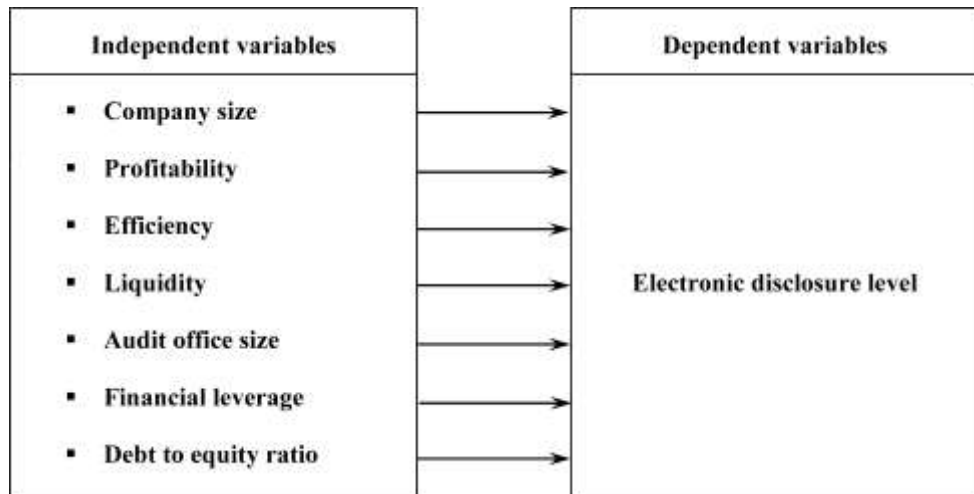 Independent variables
Dependent variables
▪ Company size
▪ Profitability
▪ Efficiency
▪ Liquidity
▪ Audit office size
▪ Financial leverage
▪ Debt to equity ratio
Electronic disclosure level